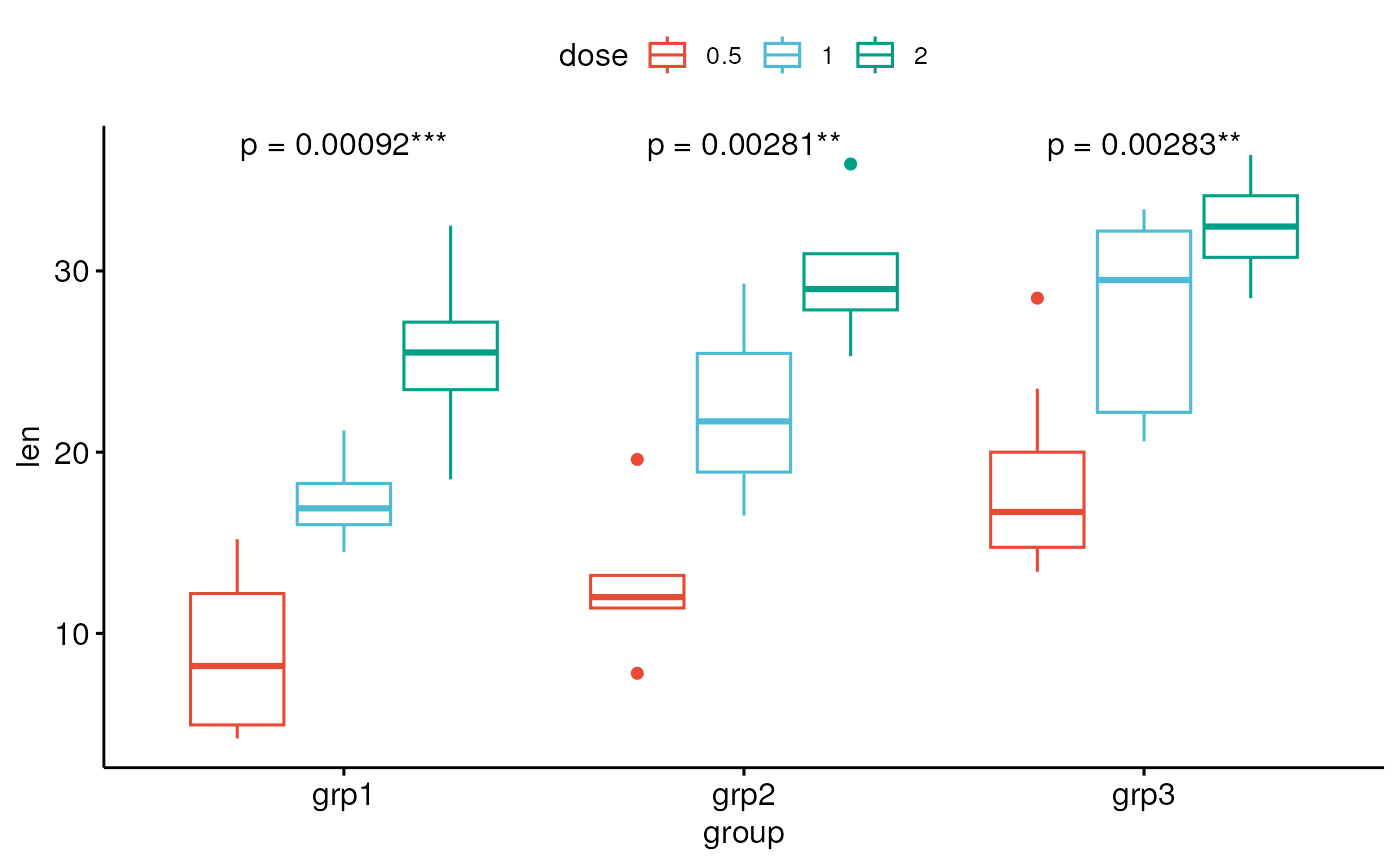 dose 0.5 1 2
p = 0.00092*** p = 0.00281** p = 0.00283**
30
20
10
len
grp1 grp2 grp3
group